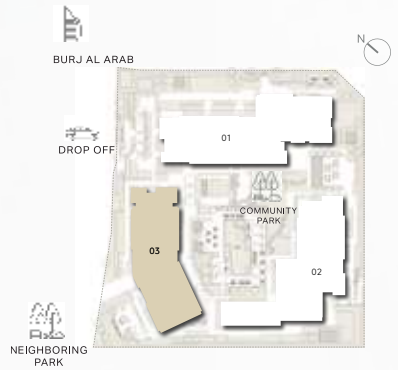 N
BURJ AL ARAB
DROP OFF
01
COMMUNITY
PARK
03
02
NEIGHBORING
PARK